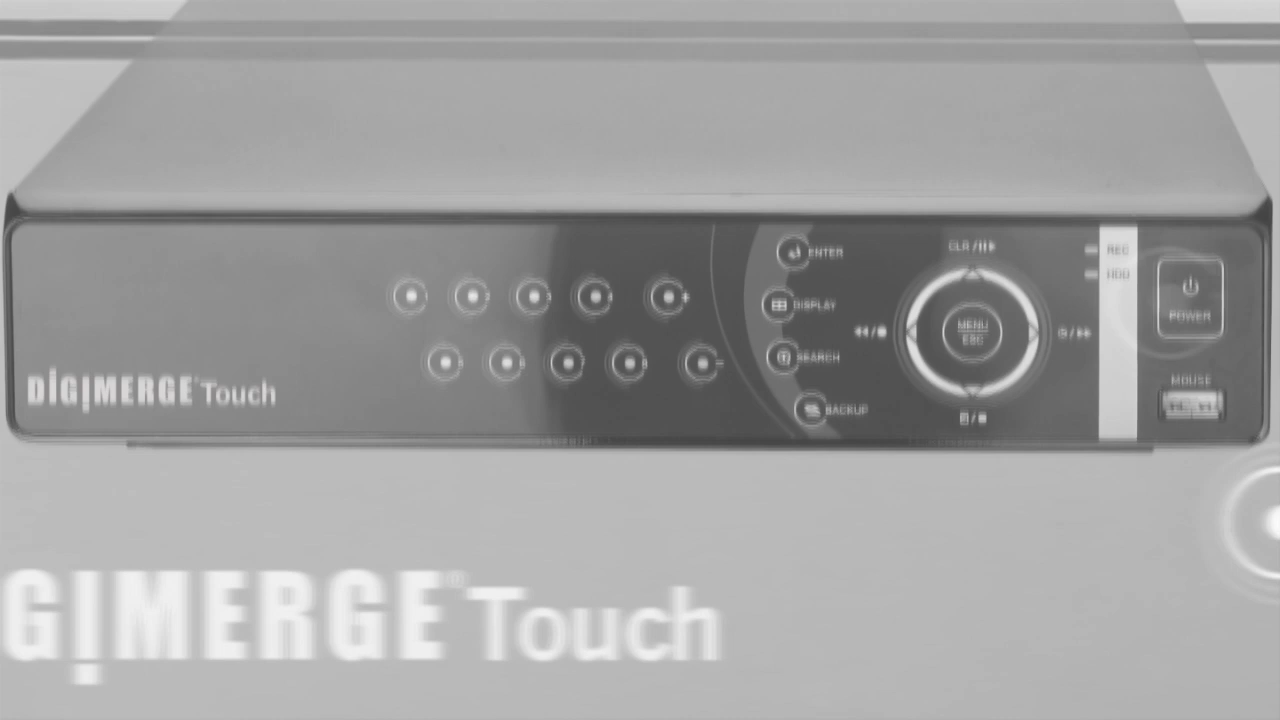 CLR/
REC
ENTER
HDD
DISPLAY
MENU
ESC
POWER
SEARCH
MOUSE
DIGIMERGE Touch
BACKUP
GIMERGE® Touch